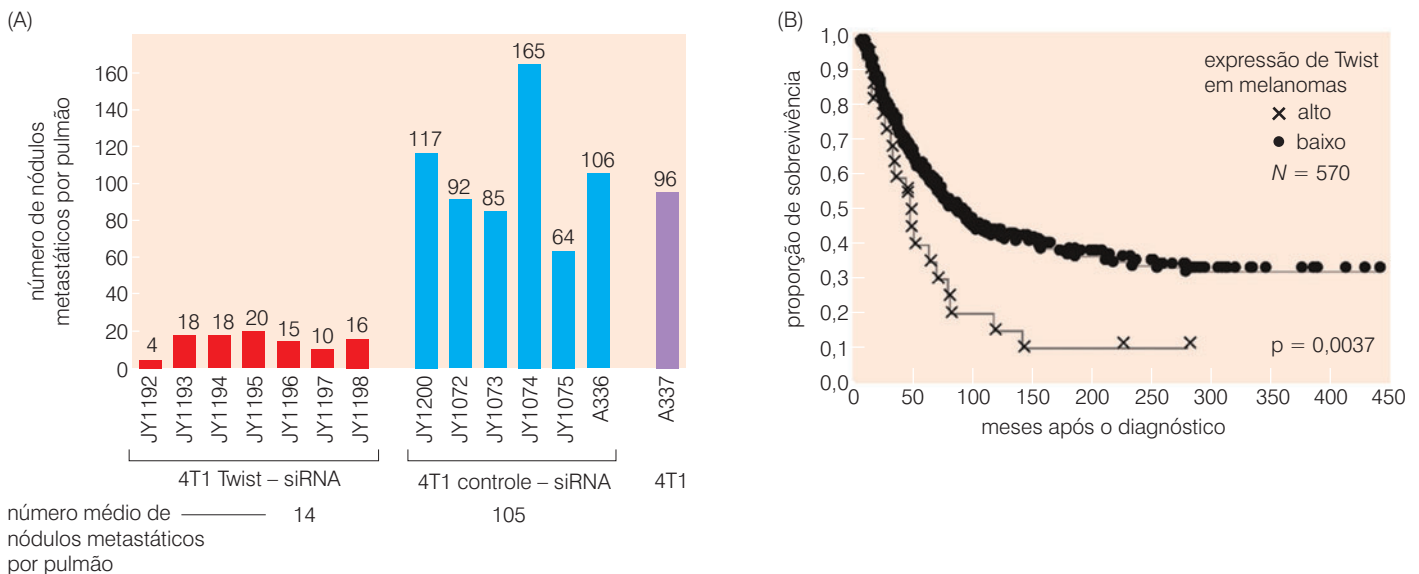 (A)
número de nódulos
metastáticos por pulmão
160
140
120
100
80
60
40
20
0
4
18
18
20
15
10
16
117
92
85
165
64
106
96
JY1192
JY1193
JY1194
JY1195
JY1196
JY1197
JY1198
JY1200
JY1072
JY1073
JY1074
JY1075
A336
A337
4T1 Twist – siRNA
4T1 controle – siRNA
4T1
número médio de
nódulos metastáticos
por pulmão
14
105
(B)
proporção de sobrevivência
1,0
0,9
0,8
0,7
0,6
0,5
0,4
0,3
0,2
0,1
0,0
expressão de Twist
em melanomas
× alto
● baixo
N = 570
p = 0,0037
0 50 100 150 200 250 300 350 400 450
meses após o diagnóstico